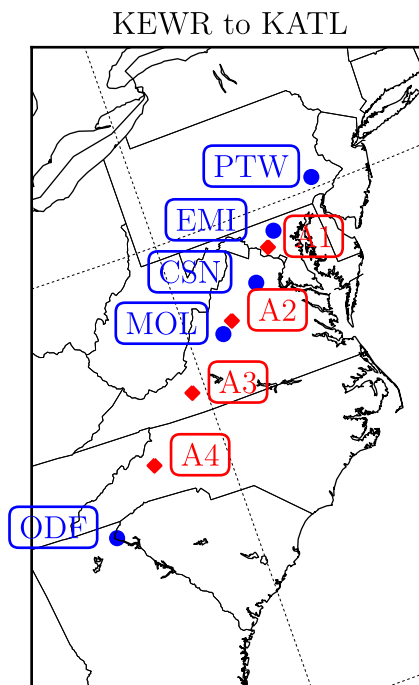 KEWR to KATL
PTW
EMI
A1
CSN
A2
MOL
A3
A4
ODF